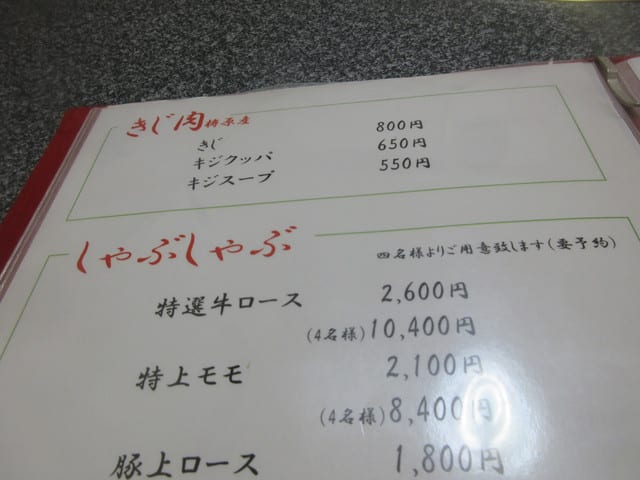 きじ肉 梼原産
きじ 800円
キジクッパ 650円
キジスープ 550円
しゃぶしゃぶ 四名様よりご用意致します(要予約)
特選牛ロース 2,600円
(4名様)10,400円
特上モモ 2,100円
(4名様)8,400円
豚上ロース 1,800円